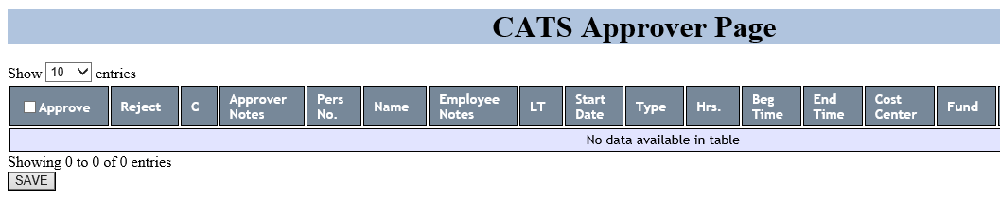 CATS Approver Page
Show 10 entries
Approve Reject C Approver Notes Pers No. Name Employee Notes LT Start Date Type Hrs. Beg Time End Time Cost Center Fund
No data available in table
Showing 0 to 0 of 0 entries
SAVE